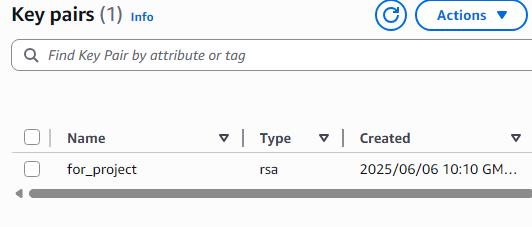 Key pairs (1) Info
Actions
Find Key Pair by attribute or tag
Name Type Created
for_project rsa 2025/06/06 10:10 GM...